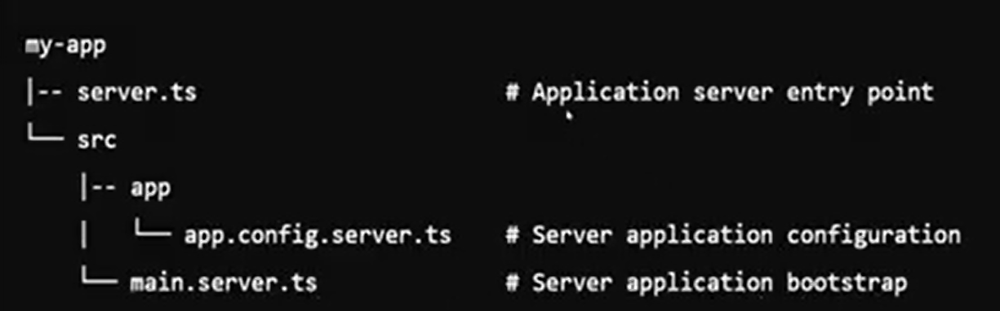 my-app
|-- server.ts # Application server entry point
└── src
|-- app
| └── app.config.server.ts # Server application configuration
└── main.server.ts # Server application bootstrap